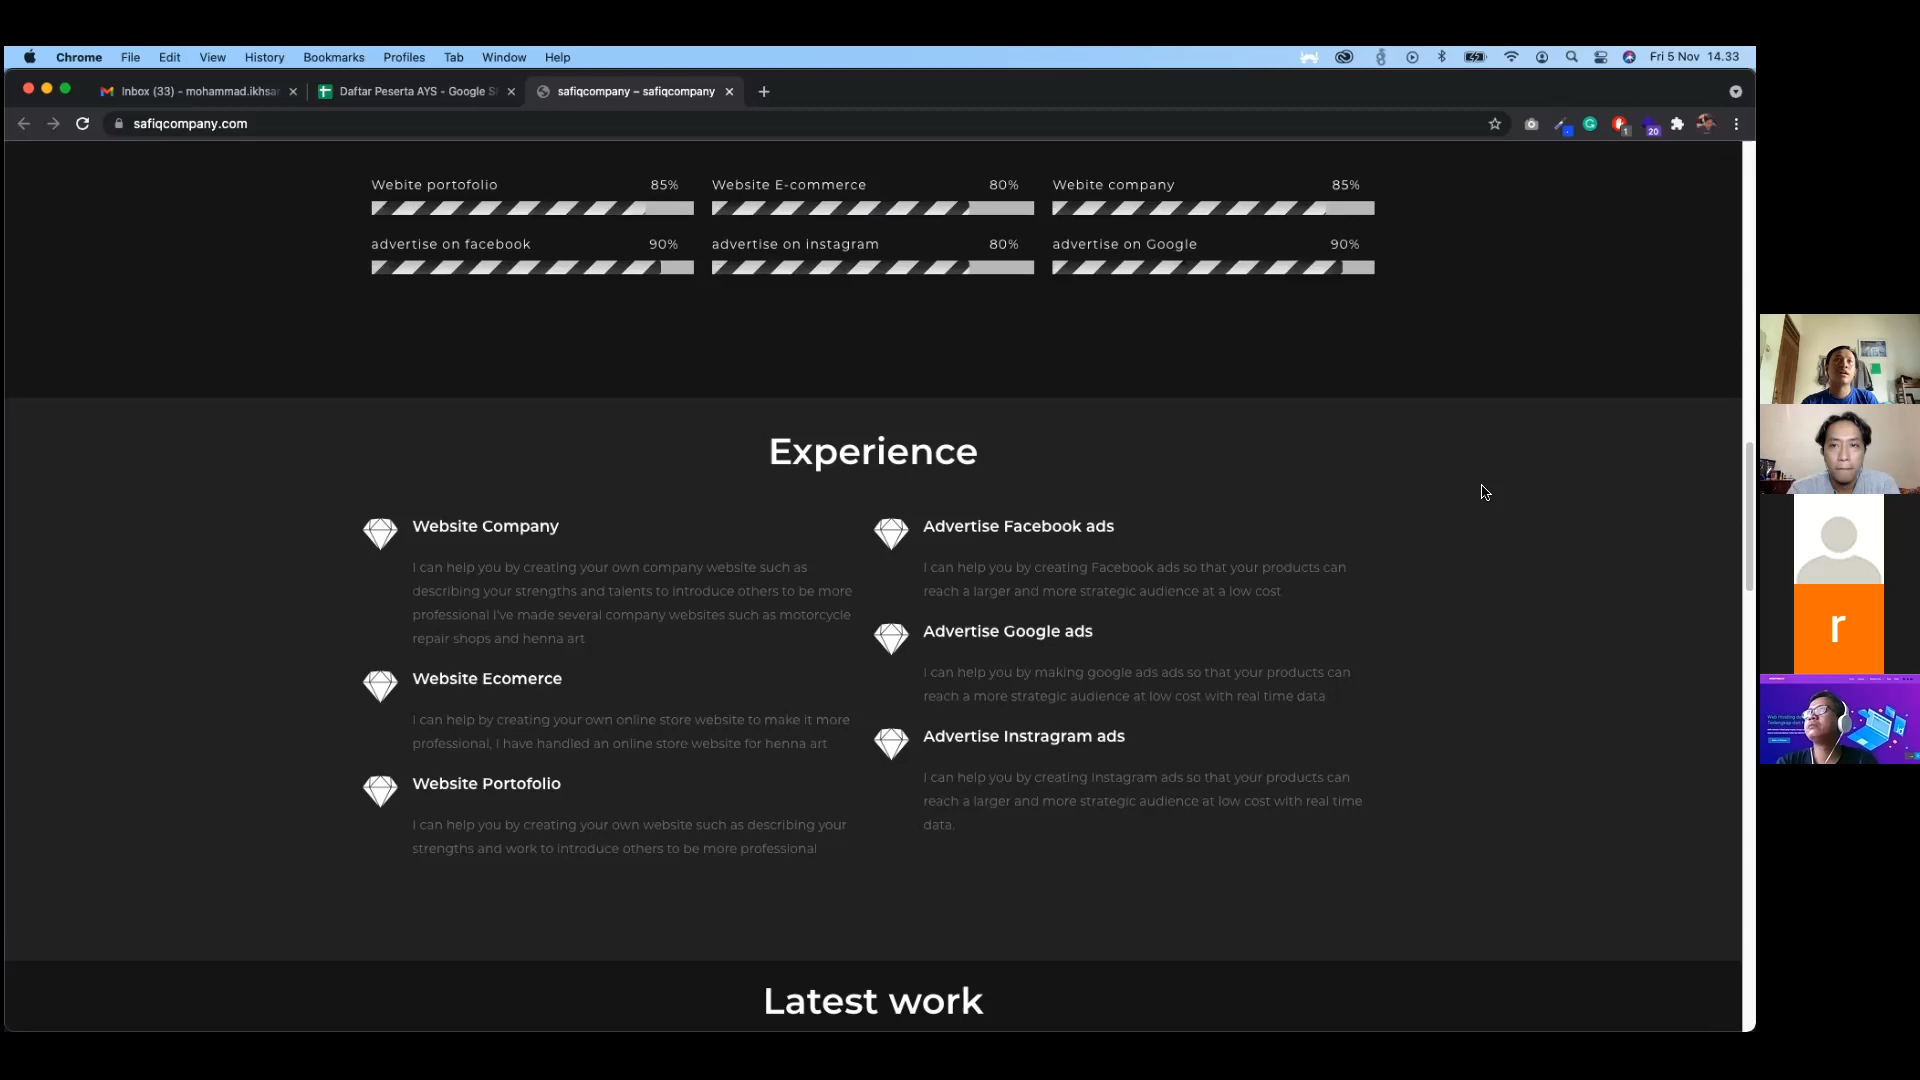 Chrome File Edit View History Bookmarks Profiles Tab Window Help Fri 5 Nov 14.33
Inbox (33) – mohammad.ikhsa Daftar Peserta AYS - Google S safiqcompany – safiqcompany
safiqcompany.com
1
20
Webite portofolio 85% Website E-commerce 80% Webite company 85%
advertise on facebook 90% advertise on instagram 80% advertise on Google 90%
Experience
Website Company
I can help you by creating your own company website such as
describing your strengths and talents to introduce others to be more
professional I've made several company websites such as motorcycle
repair shops and henna art
Website Ecomerce
I can help by creating your own online store website to make it more
professional, I have handled an online store website for henna art
Website Portofolio
I can help you by creating your own website such as describing your
strengths and work to introduce others to be more professional
Advertise Facebook ads
I can help you by creating Facebook ads so that your products can
reach a larger and more strategic audience at a low cost
Advertise Google ads
I can help you by making google ads ads so that your products can
reach a more strategic audience at low cost with real time data
Advertise Instragram ads
I can help you by creating Instagram ads so that your products can
reach a larger and more strategic audience at low cost with real time
data.
Latest work
r